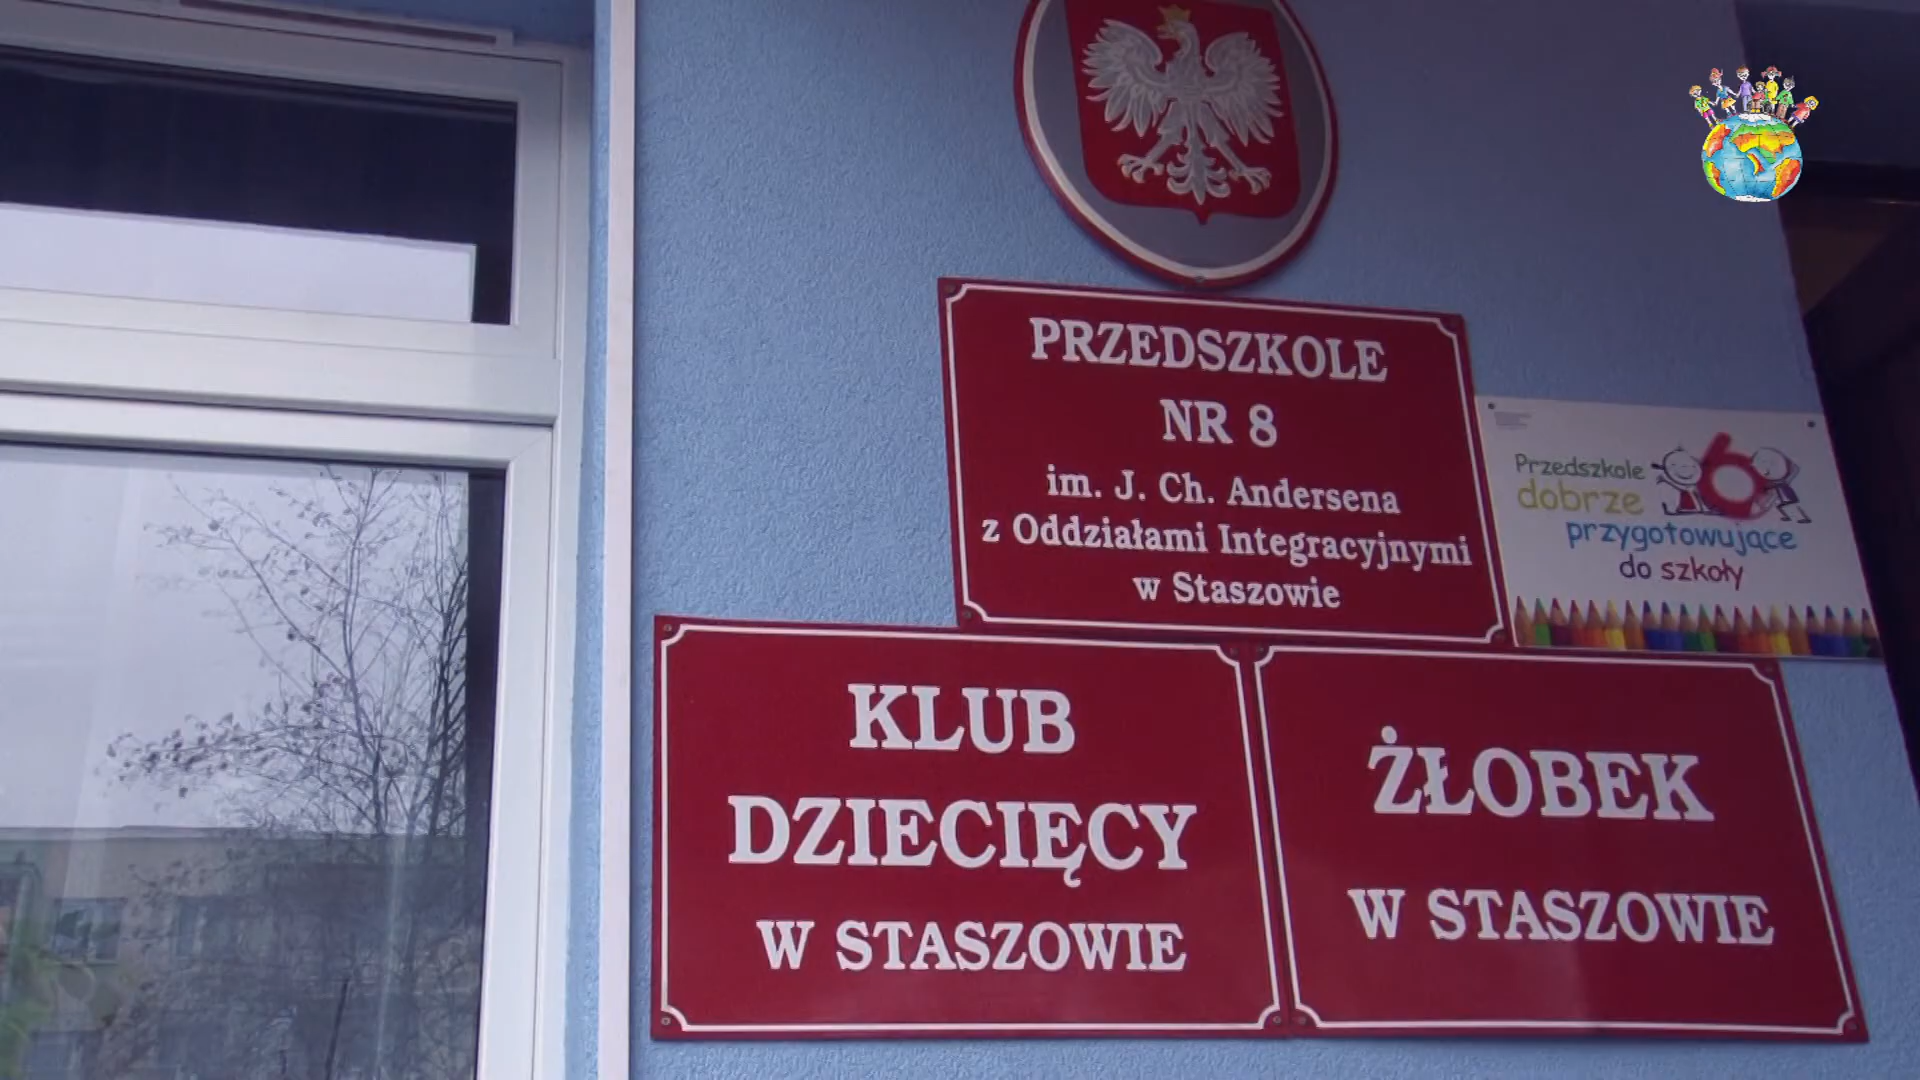 PRZEDSZKOLE
NR 8
im. J. Ch. Andersena
z Oddziałami Integracyjnymi
w Staszowie
Przedszkole
dobrze
przygotowujące
do szkoły
6
KLUB
DZIECIĘCY
W STASZOWIE
ŻŁOBEK
W STASZOWIE